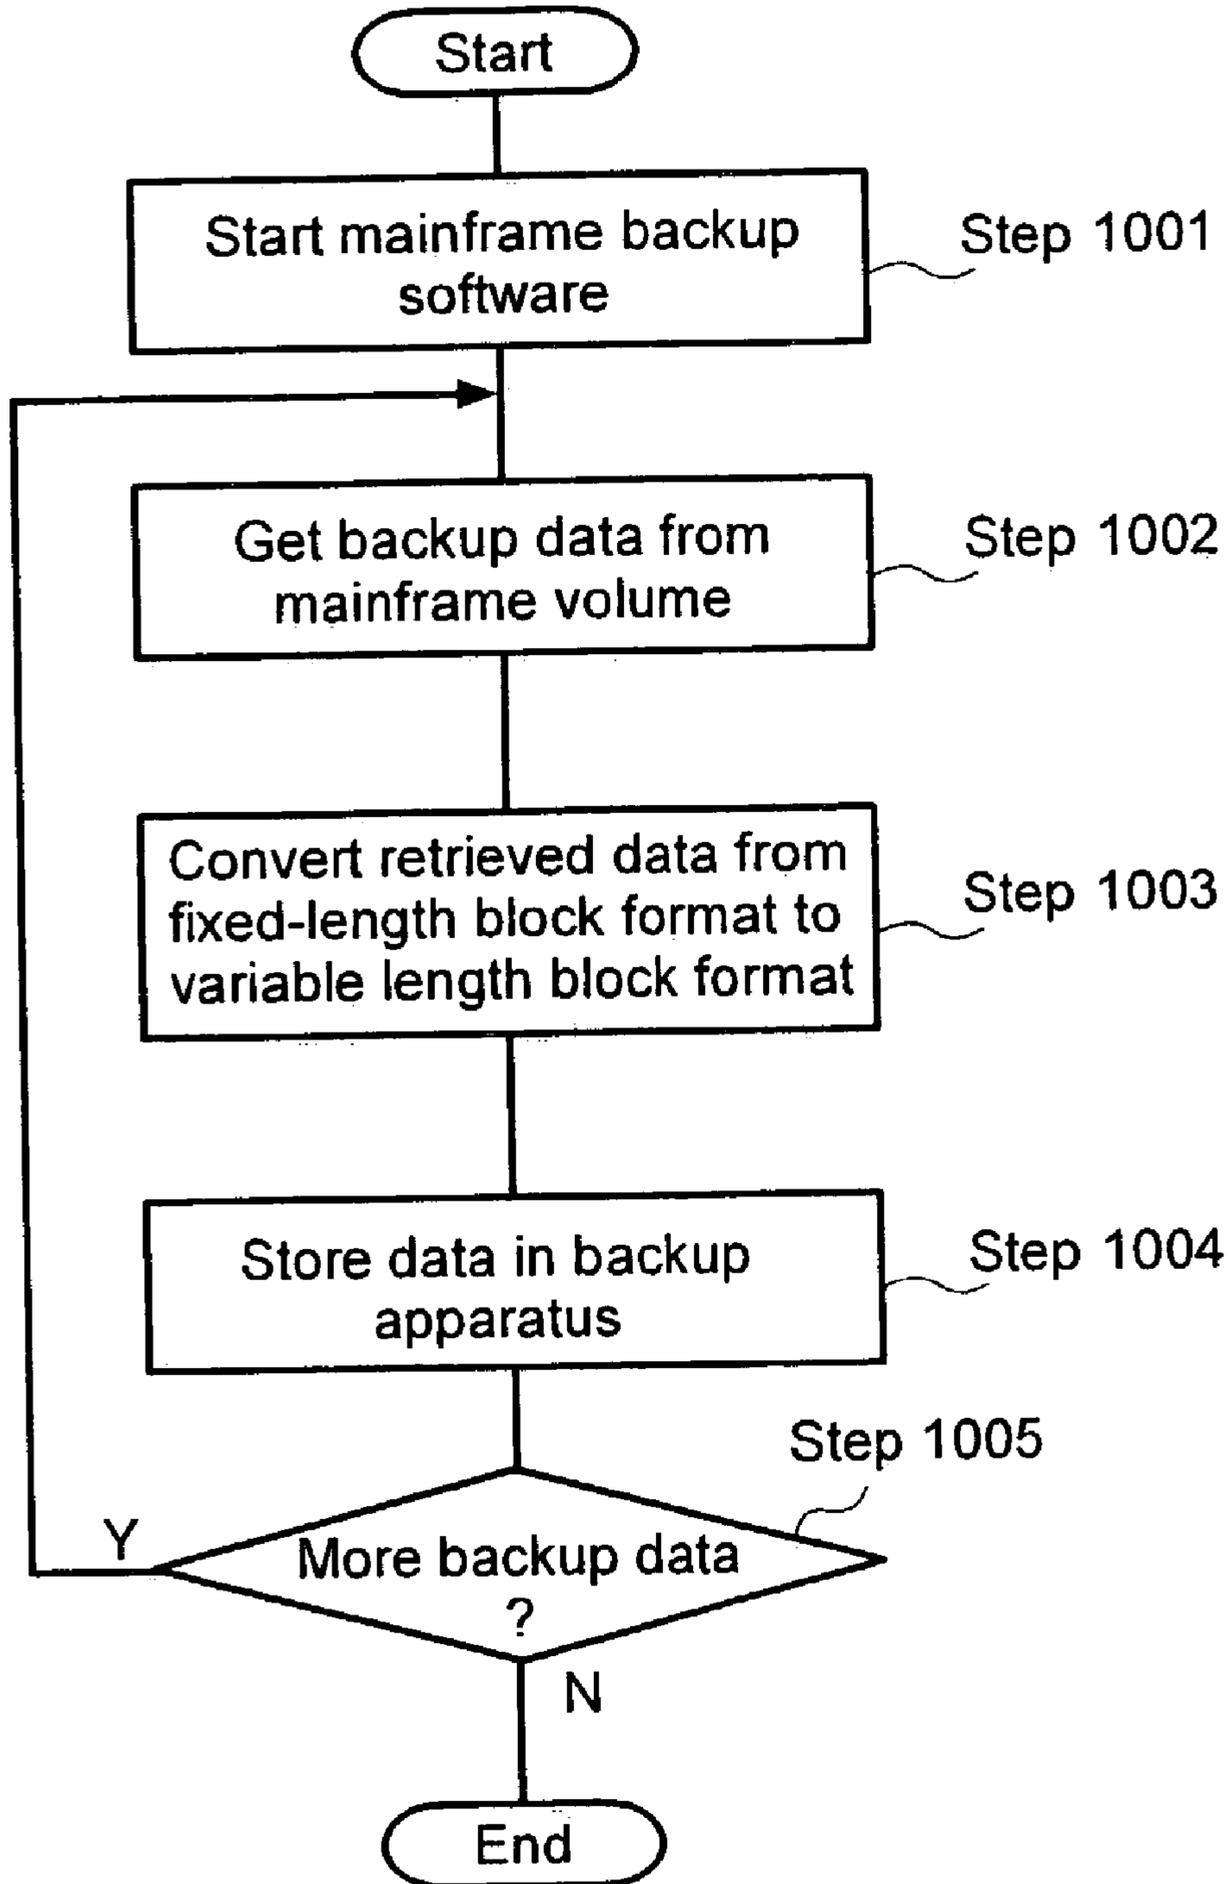 Start
Start mainframe backup
software
Step 1001
Get backup data from
mainframe volume
Step 1002
Convert retrieved data from
fixed-length block format to
variable length block format
Step 1003
Store data in backup
apparatus
Step 1004
Step 1005
Y
More backup data
?
N
End